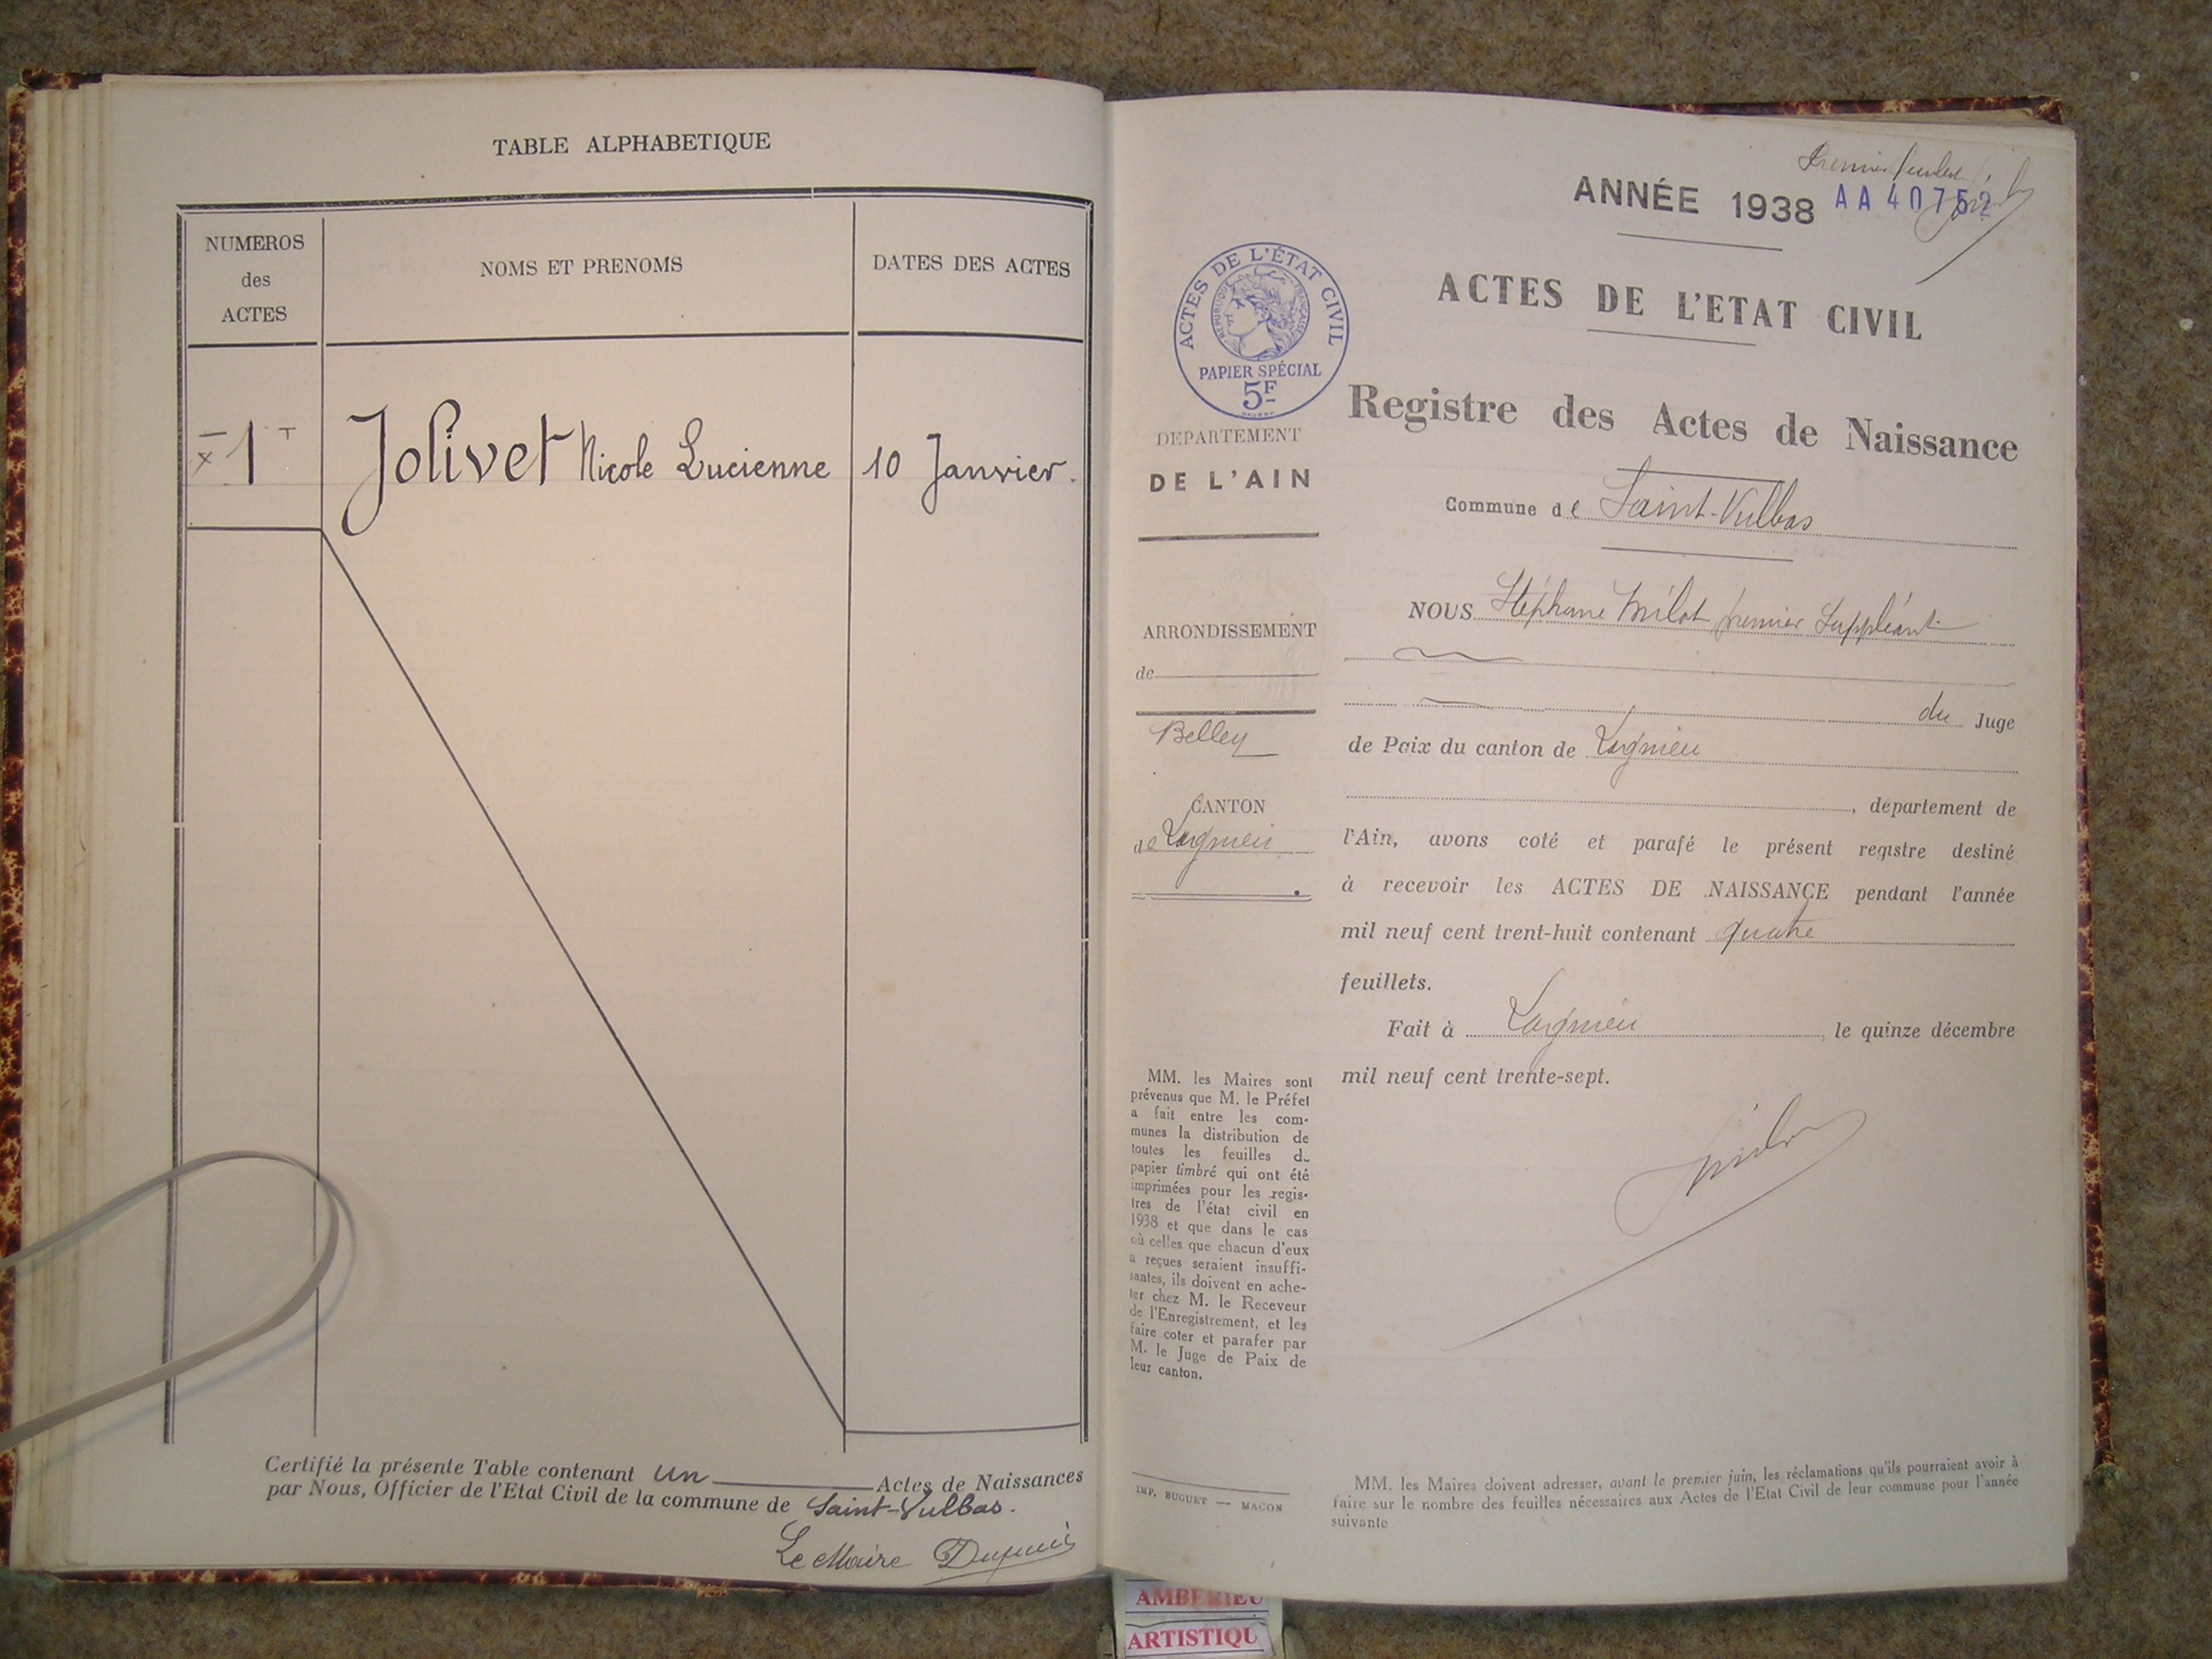 TABLE ALPHABETIQUE
NUMEROS
des
ACTES
NOMS ET PRENOMS
DATES DES ACTES
1
Jolivet Nicole Lucienne
10 Janvier.
Certifié la présente Table contenant un Actes de Naissances
par Nous, Officier de l'Etat Civil de la commune de Saint-Vulbas.
Le Maire
Premier
ANNÉE 1938 AA 40752
ACTES DE L'ETAT CIVIL
ACTES DE L'ÉTAT CIVIL
RÉPUBLIQUE FRANÇAISE
PAPIER SPÉCIAL
5F
Registre des Actes de Naissance
DEPARTEMENT
DE L'AIN
Commune de Saint-Vulbas
ARRONDISSEMENT
de
Belley
CANTON
de Lagnieu
NOUS Stéphane Milot, premier Suppléant
du Juge
de Paix du canton de Lagnieu
, département de
l'Ain, avons coté et parafé le présent registre destiné
à recevoir les ACTES DE NAISSANCE pendant l'année
mil neuf cent trent-huit contenant quatre
feuillets.
Fait à Lagnieu, le quinze décembre
mil neuf cent trente-sept.
MM. les Maires sont
prévenus que M. le Préfet
a fait entre les com-
munes la distribution de
toutes les feuilles d
papier timbré qui ont été
imprimées pour les regis-
tres de l'état civil en
1938 et que dans le cas
où celles que chacun d'eux
a reçues seraient insuffi-
santes, ils doivent en ache-
ter chez M. le Receveur
de l'Enregistrement, et les
faire coter et parafer par
M. le Juge de Paix de
leur canton.
IMP. BUGUET — MACON
MM. les Maires doivent adresser, avant le premier juin, les réclamations qu'ils pourraient avoir à
faire sur le nombre des feuilles nécessaires aux Actes de l'Etat Civil de leur commune pour l'année
suivante
AMBERIEU
ARTISTIQU